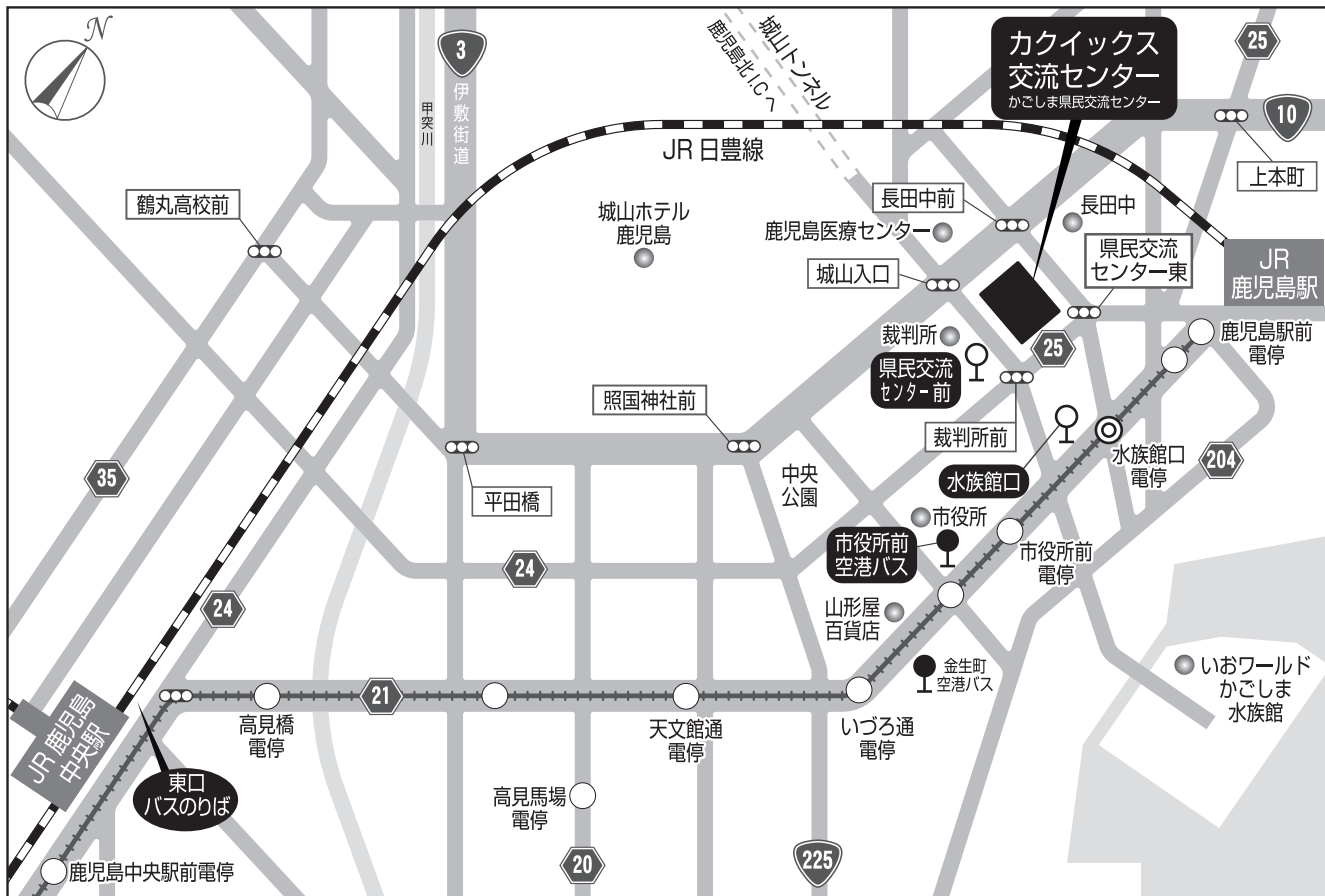 N
3
伊敷街道
甲突川
城山トンネル
鹿児島北I.Cへ
カクイックス
交流センター
かごしま県民交流センター
25
10
上本町
JR日豊線
鶴丸高校前
城山ホテル
鹿児島
長田中前
長田中
鹿児島医療センター
県民交流
センター東
JR
鹿児島駅
城山入口
裁判所
25
鹿児島駅前
電停
県民交流
センター前
照国神社前
裁判所前
水族館口
電停
204
35
平田橋
中央
公園
水族館口
市役所
市役所前
空港バス
市役所前
電停
24
24
山形屋
百貨店
金生町
空港バス
いおワールド
かごしま
水族館
JR鹿児島
中央駅
21
高見橋
電停
天文館通
電停
いづろ通
電停
東口
バスのりば
高見馬場
電停
鹿児島中央駅前電停
20
225